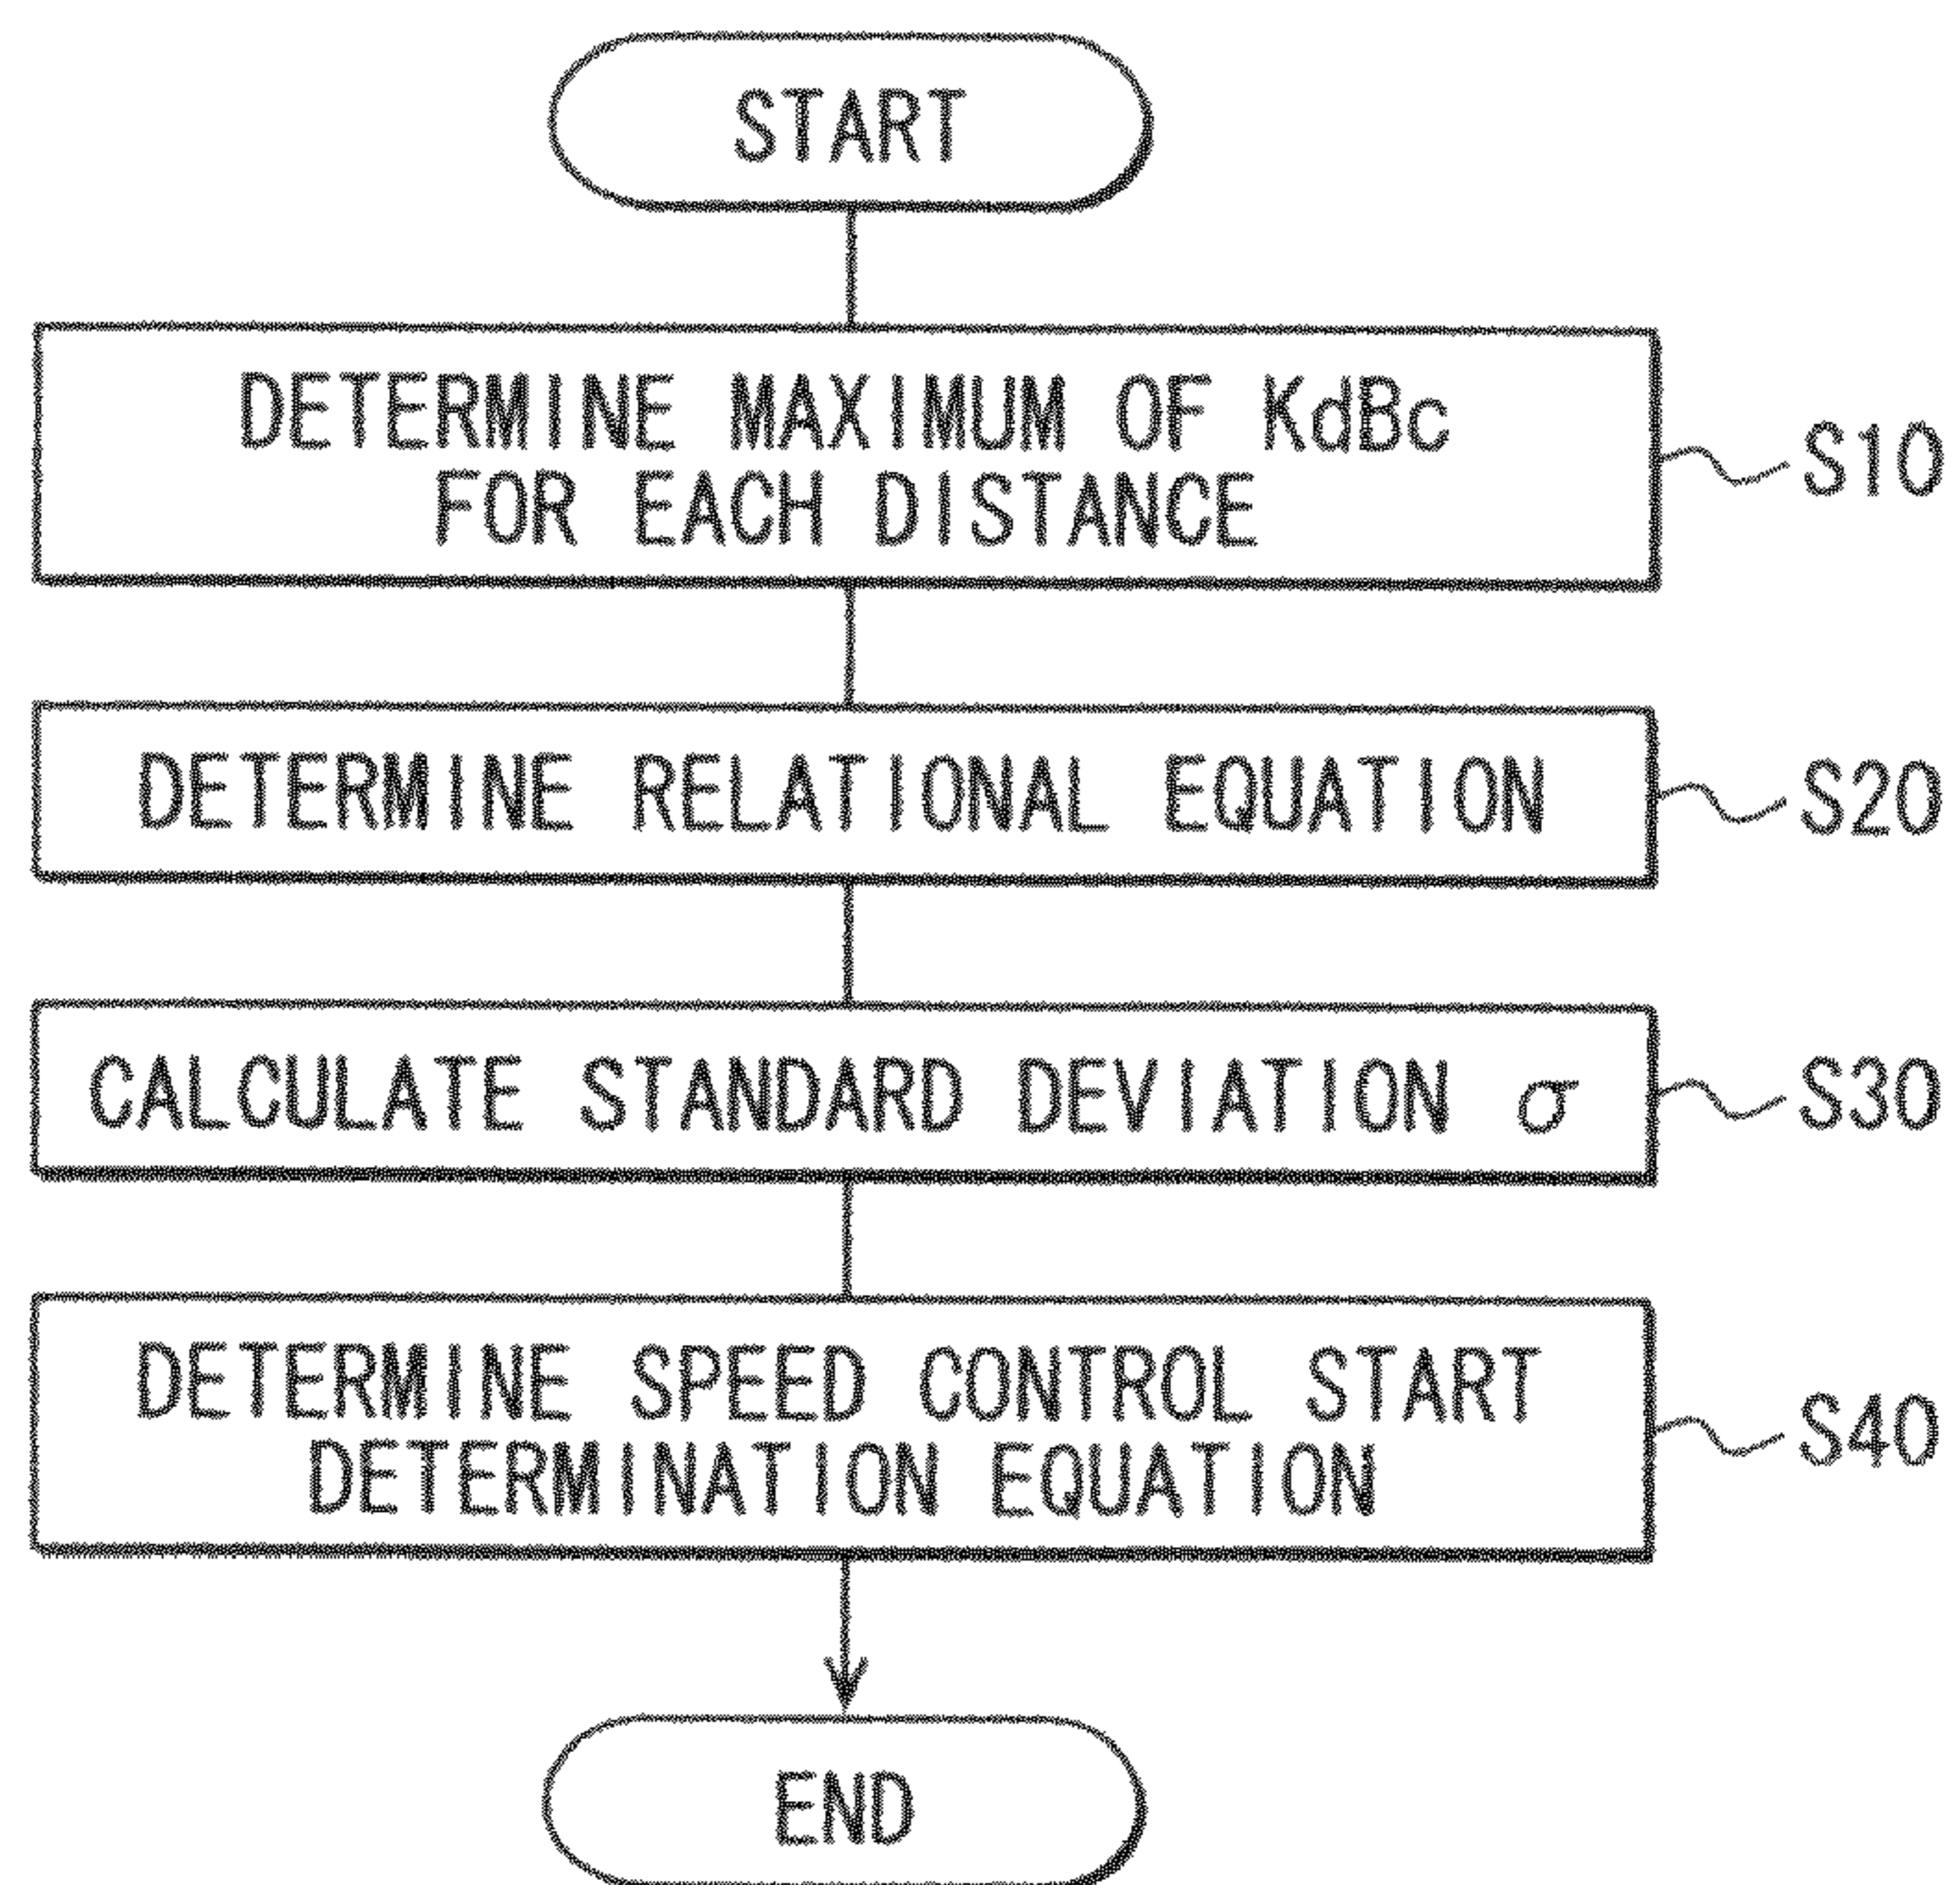 START
DETERMINE MAXIMUM OF KdBc
FOR EACH DISTANCE
S10
DETERMINE RELATIONAL EQUATION
S20
CALCULATE STANDARD DEVIATION σ
S30
DETERMINE SPEED CONTROL START
DETERMINATION EQUATION
S40
END